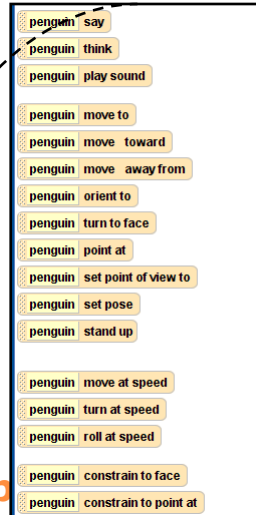 penguin say
penguin think
penguin play sound
penguin move to
penguin move toward
penguin move away from
penguin orient to
penguin turn to face
penguin point at
penguin set point of view to
penguin set pose
penguin stand up
penguin move at speed
penguin turn at speed
penguin roll at speed
penguin constrain to face
penguin constrain to point at